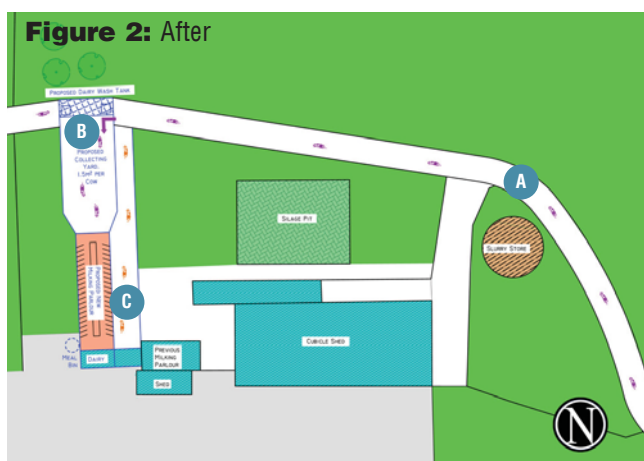 Figure 2: After
PROPOSED DAIRY WASH TANK
B
PROPOSED
COLLECTING
YARD,
1.5M² PER
COW
A
SILAGE PIT
SLURRY STORE
PROPOSED NEW
MILKING PARLOUR
C
CUBICLE SHED
MEAL
BIN
DAIRY
PREVIOUS
MILKING
PARLOUR
SHED
N